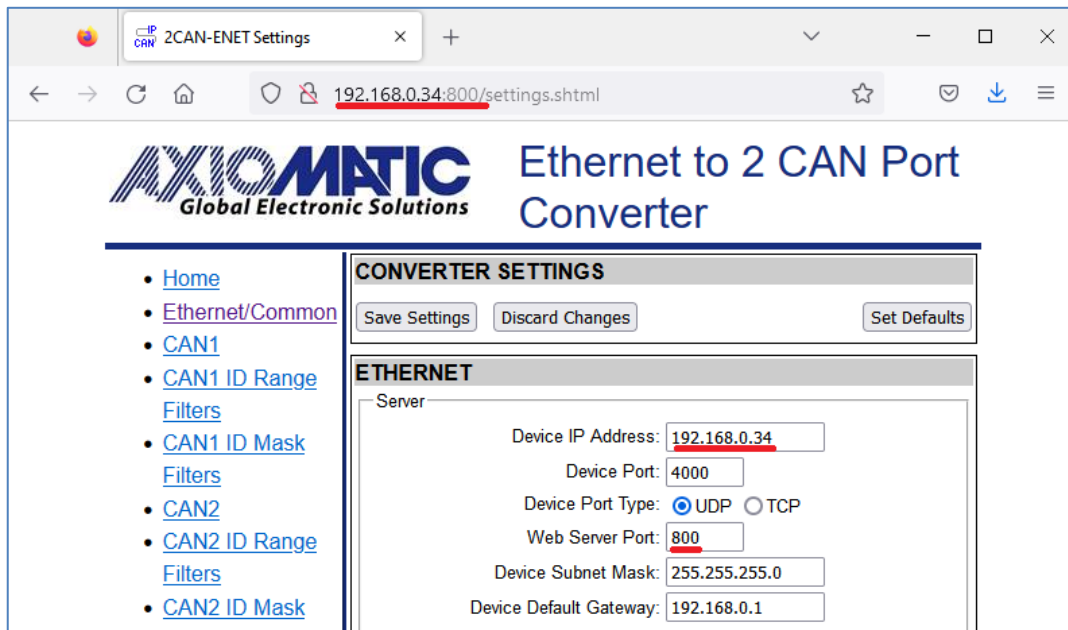 IP
CAN
2CAN-ENET Settings
192.168.0.34:800/settings.shtml
AXIOMATIC
Global Electronic Solutions
Ethernet to 2 CAN Port
Converter
Home
Ethernet/Common
CAN1
CAN1 ID Range
Filters
CAN1 ID Mask
Filters
CAN2
CAN2 ID Range
Filters
CAN2 ID Mask
CONVERTER SETTINGS
Save Settings Discard Changes Set Defaults
ETHERNET
Server
Device IP Address: 192.168.0.34
Device Port: 4000
Device Port Type: UDP TCP
Web Server Port: 800
Device Subnet Mask: 255.255.255.0
Device Default Gateway: 192.168.0.1